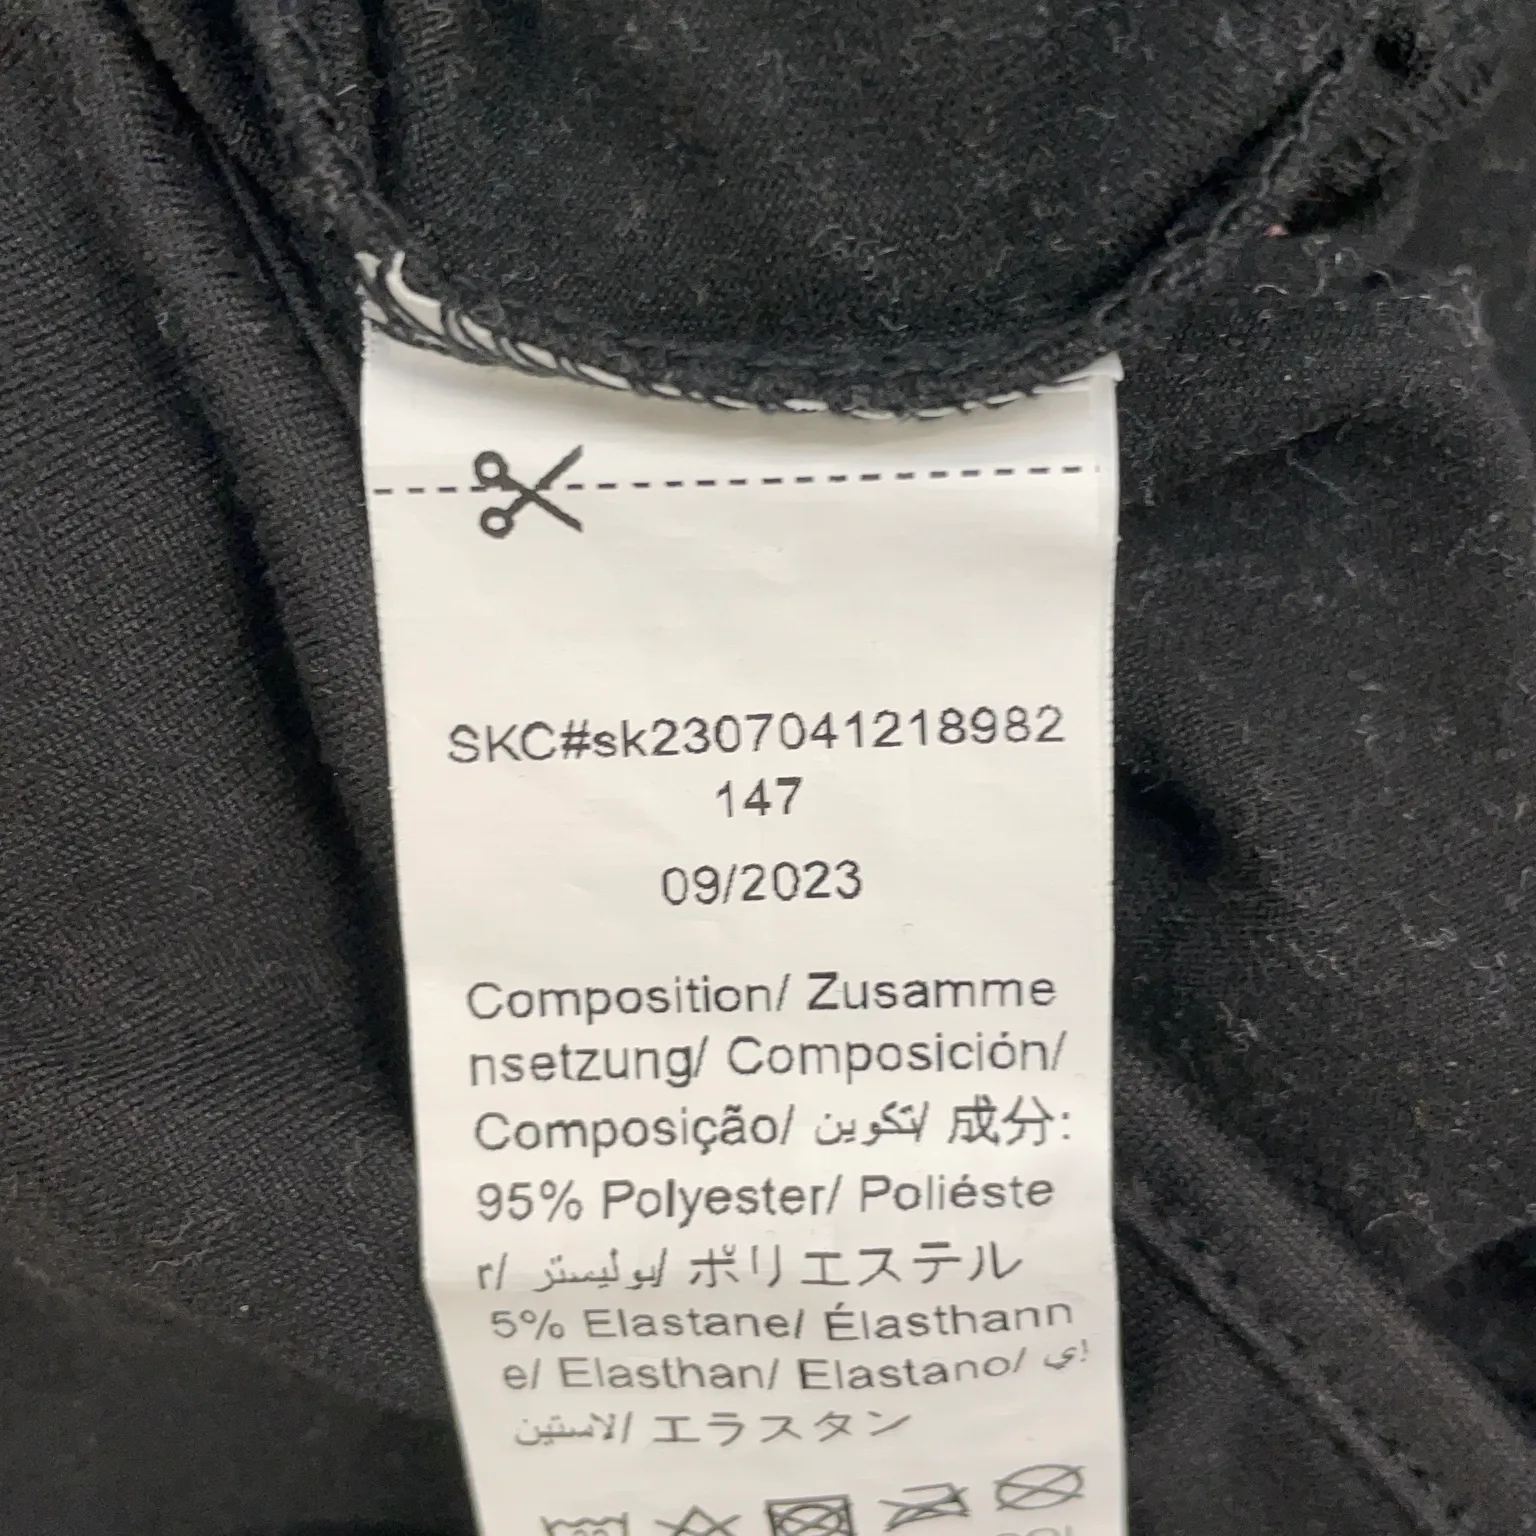 SKC#sk2307041218982
147
09/2023
Composition/ Zusamme
nsetzung/ Composición/
Composição/ تكوين/ 成分:
95% Polyester/ Poliéste
r/ بوليستر/ ポリエステル
5% Elastane/ Élasthann
e/ Elasthan/ Elastano/ إي
لاستين/ エラスタン